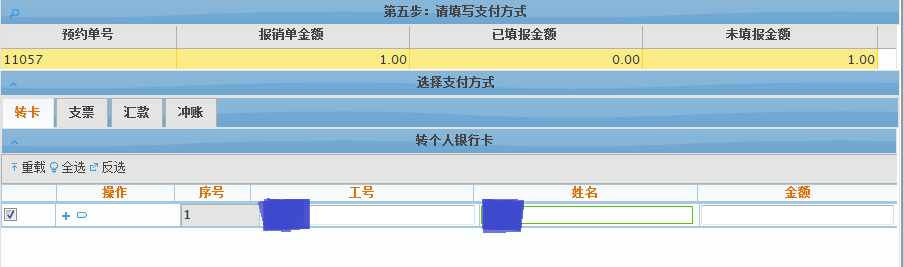 第五步：请填写支付方式
预约单号 报销单金额 已填报金额 未填报金额
11057 1.00 0.00 1.00
选择支付方式
转卡 支票 汇款 冲账
转个人银行卡
重载 全选 反选
操作 序号 工号 姓名 金额
1